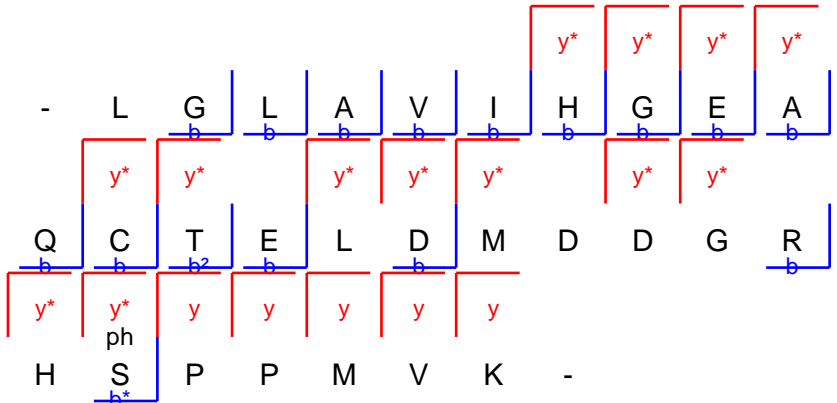 y* y* y* y*
- L G L A V I H G E A
b b b b b b b b b
y* y* y* y* y* y* y*
Q C T E L D M D D G R
b b b² b b b
y* y* y y y y y
ph
H S P P M V K -
b*